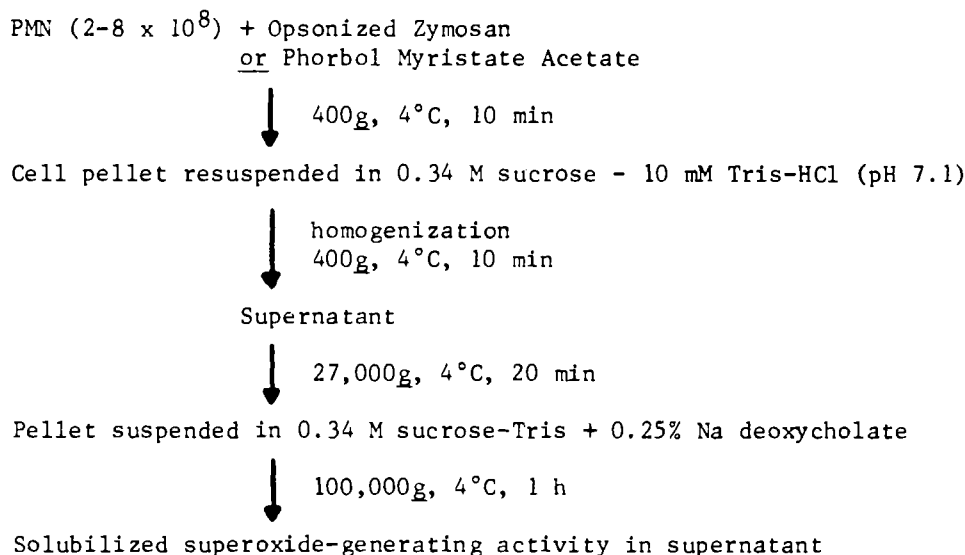 PMN (2-8 x 10⁸) + Opsonized Zymosan
or Phorbol Myristate Acetate
400g, 4°C, 10 min
Cell pellet resuspended in 0.34 M sucrose - 10 mM Tris-HCl (pH 7.1)
homogenization
400g, 4°C, 10 min
Supernatant
27,000g, 4°C, 20 min
Pellet suspended in 0.34 M sucrose-Tris + 0.25% Na deoxycholate
100,000g, 4°C, 1 h
Solubilized superoxide-generating activity in supernatant